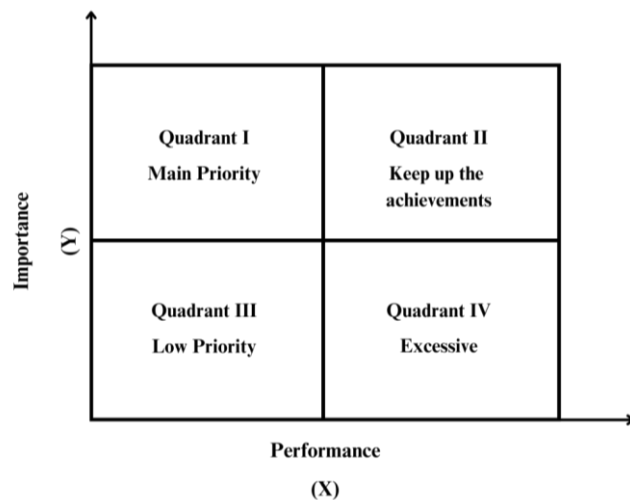 Importance
(Y)
Quadrant I
Main Priority
Quadrant II
Keep up the
achievements
Quadrant III
Low Priority
Quadrant IV
Excessive
Performance
(X)